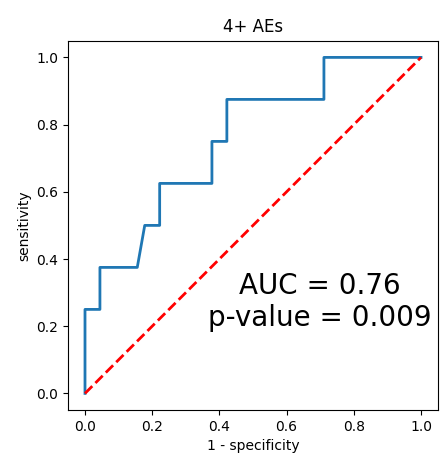 4+ AEs
1.0
0.8
0.6
0.4
0.2
0.0
sensitivity
AUC = 0.76
p-value = 0.009
0.0 0.2 0.4 0.6 0.8 1.0
1 - specificity